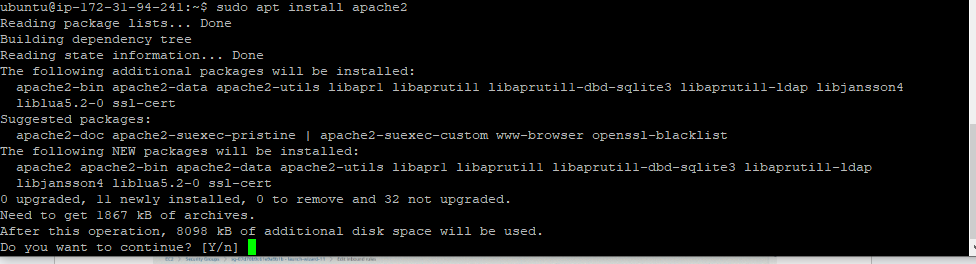 ubuntu@ip-172-31-94-241:~$ sudo apt install apache2
Reading package lists... Done
Building dependency tree
Reading state information... Done
The following additional packages will be installed:
  apache2-bin apache2-data apache2-utils libapr1 libaprutil1 libaprutil1-dbd-sqlite3 libaprutil1-ldap libjansson4
  liblua5.2-0 ssl-cert
Suggested packages:
  apache2-doc apache2-suexec-pristine | apache2-suexec-custom www-browser openssl-blacklist
The following NEW packages will be installed:
  apache2 apache2-bin apache2-data apache2-utils libapr1 libaprutil1 libaprutil1-dbd-sqlite3 libaprutil1-ldap
  libjansson4 liblua5.2-0 ssl-cert
0 upgraded, 11 newly installed, 0 to remove and 32 not upgraded.
Need to get 1867 kB of archives.
After this operation, 8098 kB of additional disk space will be used.
Do you want to continue? [Y/n]
EC2 > Security Groups >